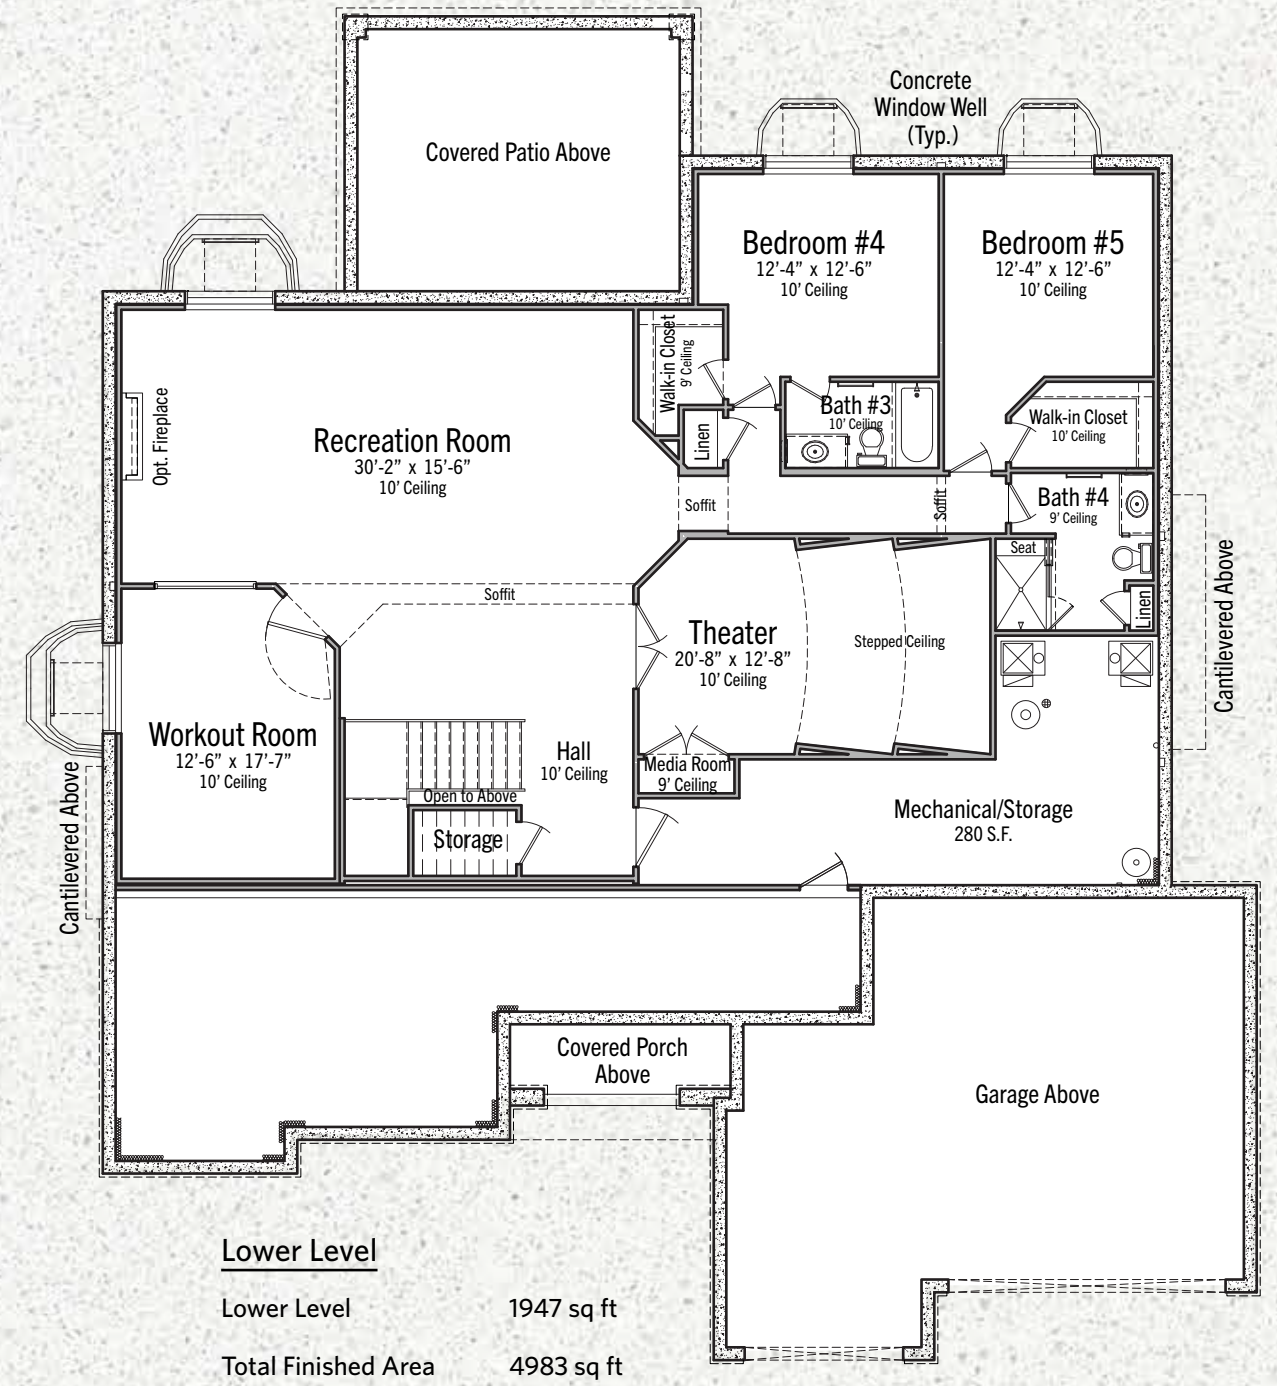 Covered Patio Above
Concrete
Window Well
(Typ.)
Bedroom #4
12'-4” x 12'-6”
10' Ceiling
Bedroom #5
12'-4” x 12'-6”
10' Ceiling
Walk-in Closet
9' Ceiling
Opt. Fireplace
Recreation Room
30'-2” x 15'-6”
10' Ceiling
Linen
Bath #3
10' Ceiling
Walk-in Closet
10' Ceiling
Soffit
Soffit
Bath #4
9' Ceiling
Seat
Linen
Cantilevered Above
Soffit
Theater
20'-8” x 12'-8”
10' Ceiling
Stepped Ceiling
Workout Room
12'-6” x 17'-7”
10' Ceiling
Hall
10' Ceiling
Media Room
9' Ceiling
Open to Above
Storage
Mechanical/Storage
280 S.F.
Cantilevered Above
Covered Porch
Above
Garage Above
Lower Level
Lower Level 1947 sq ft
Total Finished Area 4983 sq ft